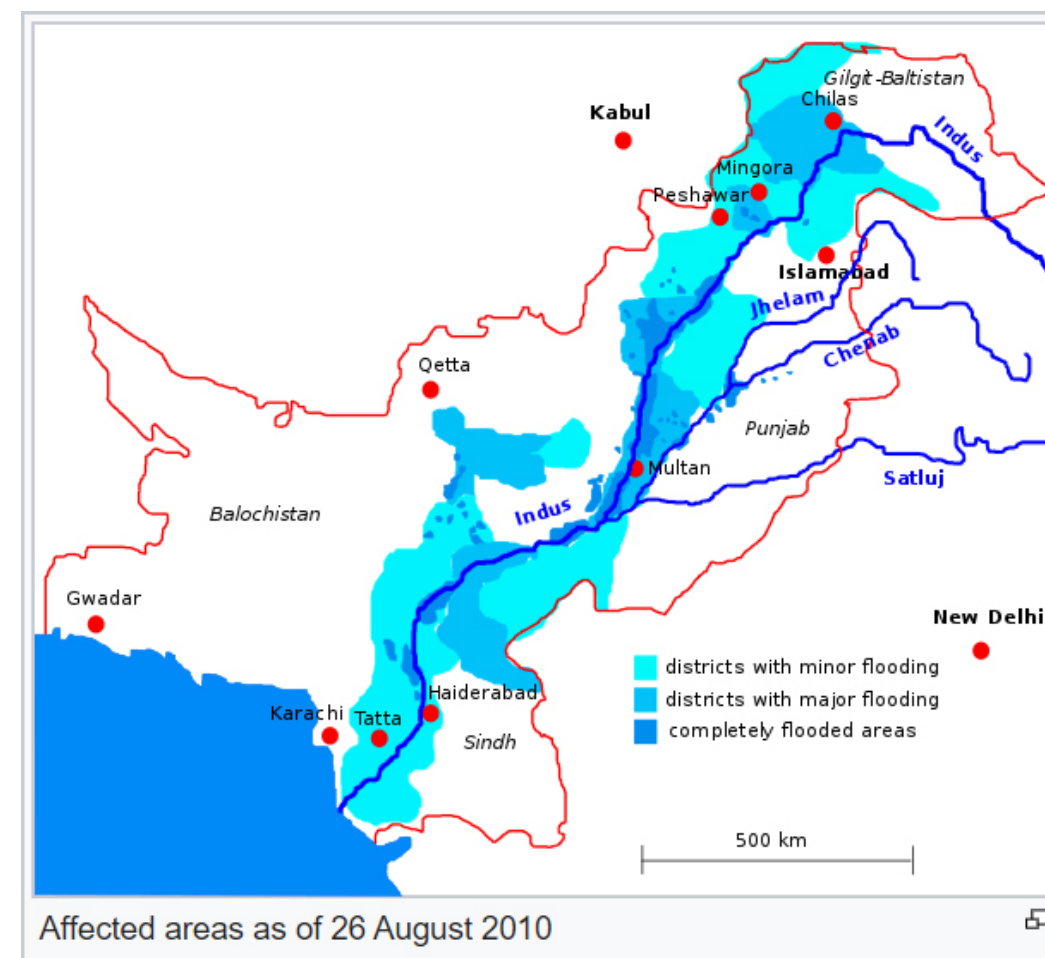 Gilgit-Baltistan
Chilas
Kabul
Indus
Mingora
Peshawar
Islamabad
Jhelam
Chenab
Qetta
Punjab
Multan
Satluj
Indus
Balochistan
Gwadar
New Delhi
districts with minor flooding
districts with major flooding
completely flooded areas
Haiderabad
Karachi
Tatta
Sindh
500 km
Affected areas as of 26 August 2010